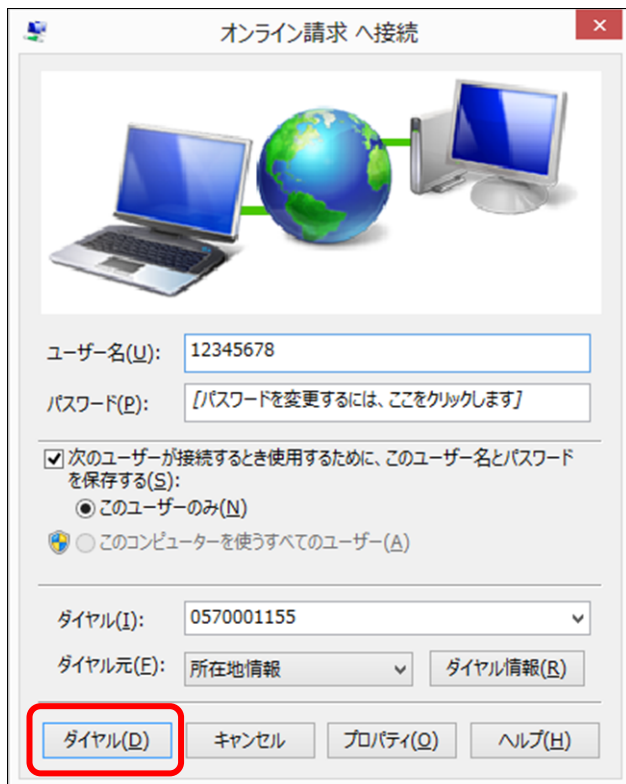 オンライン請求 へ接続
ユーザー名(U): 12345678
パスワード(P): [パスワードを変更するには、ここをクリックします]
次のユーザーが接続するとき使用するために、このユーザー名とパスワード
を保存する(S):
このユーザーのみ(N)
このコンピューターを使うすべてのユーザー(A)
ダイヤル(I): 0570001155
ダイヤル元(F): 所在地情報 ダイヤル情報(R)
ダイヤル(D) キャンセル プロパティ(O) ヘルプ(H)